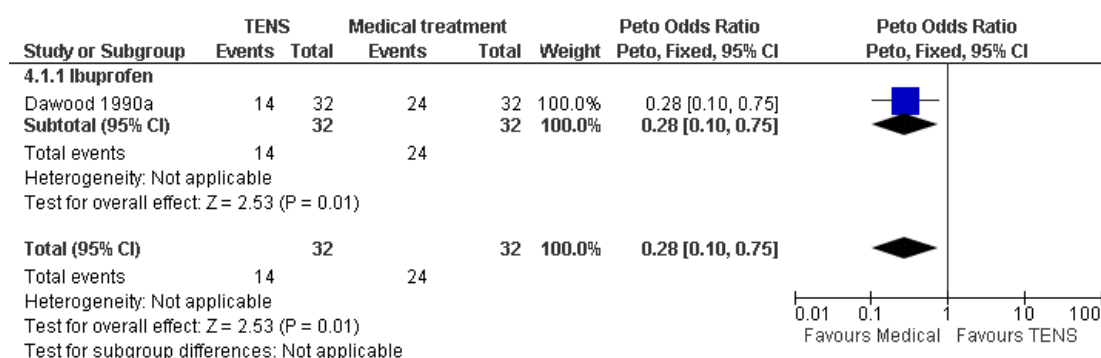 TENS Medical treatment Peto Odds Ratio Peto Odds Ratio
Study or Subgroup Events Total Events Total Weight Peto, Fixed, 95% CI Peto, Fixed, 95% CI
4.1.1 Ibuprofen
Dawood 1990a 14 32 24 32 100.0% 0.28 [0.10, 0.75]
Subtotal (95% CI) 32 32 100.0% 0.28 [0.10, 0.75]
Total events 14 24
Heterogeneity: Not applicable
Test for overall effect: Z = 2.53 (P = 0.01)
Total (95% CI) 32 32 100.0% 0.28 [0.10, 0.75]
Total events 14 24
Heterogeneity: Not applicable
Test for overall effect: Z = 2.53 (P = 0.01)
Test for subgroup differences: Not applicable
0.01 0.1 1 10 100
Favours Medical Favours TENS